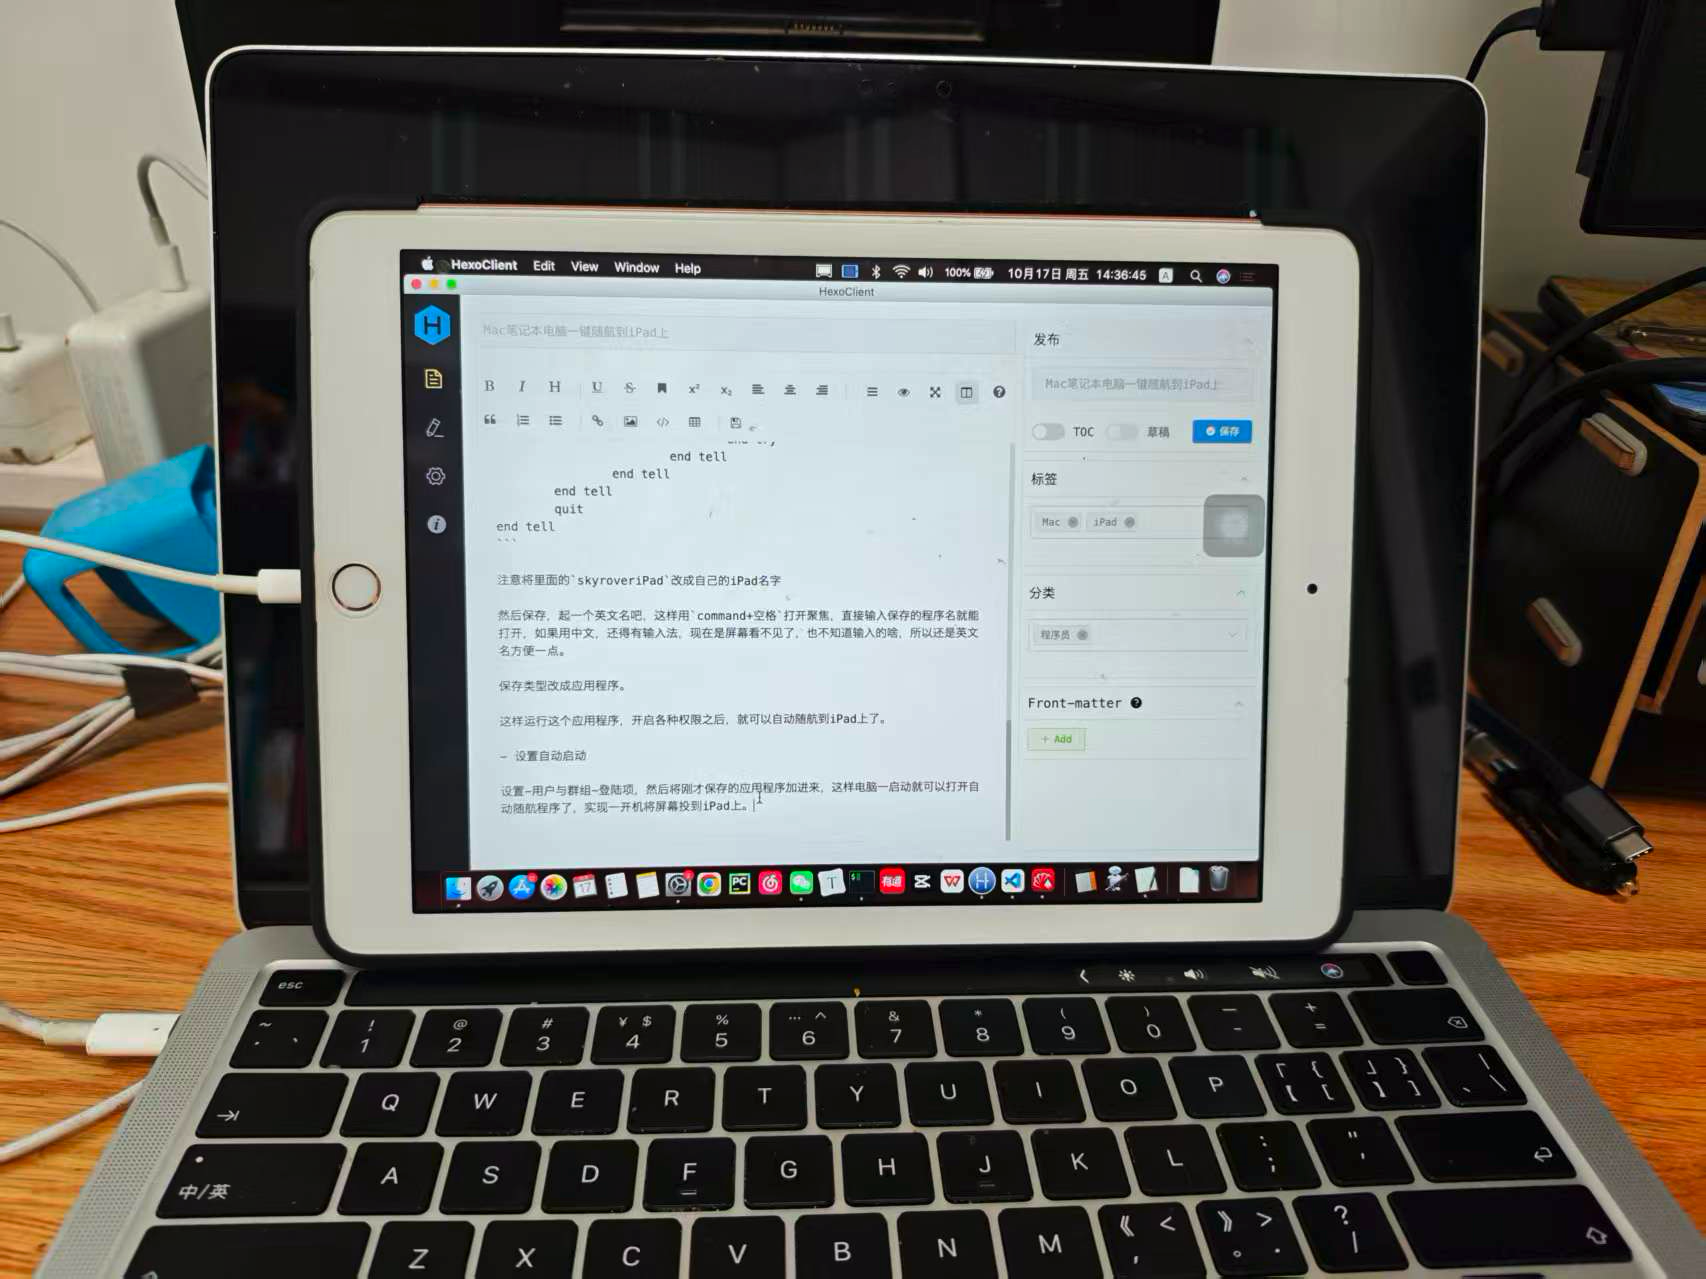 HexoClient Edit View Window Help 100% 10月17日 周五 14:36:45 A
HexoClient
Mac笔记本电脑一键随航到iPad上
B I H U S x² x₂
end try
end tell
end tell
end tell
quit
end tell
```
注意将里面的`skyroveriPad`改成自己的iPad名字
然后保存，起一个英文名吧，这样用`command+空格`打开聚焦，直接输入保存的程序名就能
打开，如果用中文，还得有输入法，现在是屏幕看不见了，也不知道输入的啥，所以还是英文
名方便一点。
保存类型改成应用程序。
这样运行这个应用程序，开启各种权限之后，就可以自动随航到iPad上了。
- 设置自动启动
设置-用户与群组-登陆项，然后将刚才保存的应用程序加进来，这样电脑一启动就可以打开自
动随航程序了，实现一开机将屏幕投到iPad上。
发布
Mac笔记本电脑一键随航到iPad上
TOC 草稿 保存
标签
Mac iPad
分类
程序员
Front-matter ?
+ Add
17 PC T 有道 W H
esc
~ ` · ! 1 @ 2 # 3 ¥ $ 4 % 5 … ^ 6 & 7 * 8 ( 9 ) 0 — - + =
Q W E R T Y U I O P 「 { 【 [ 」 } 】 ] | 、 \
中/英 A S D F G H J K L : ; " '
Z X C V B N M 《 < , 》 > 。 . ? /